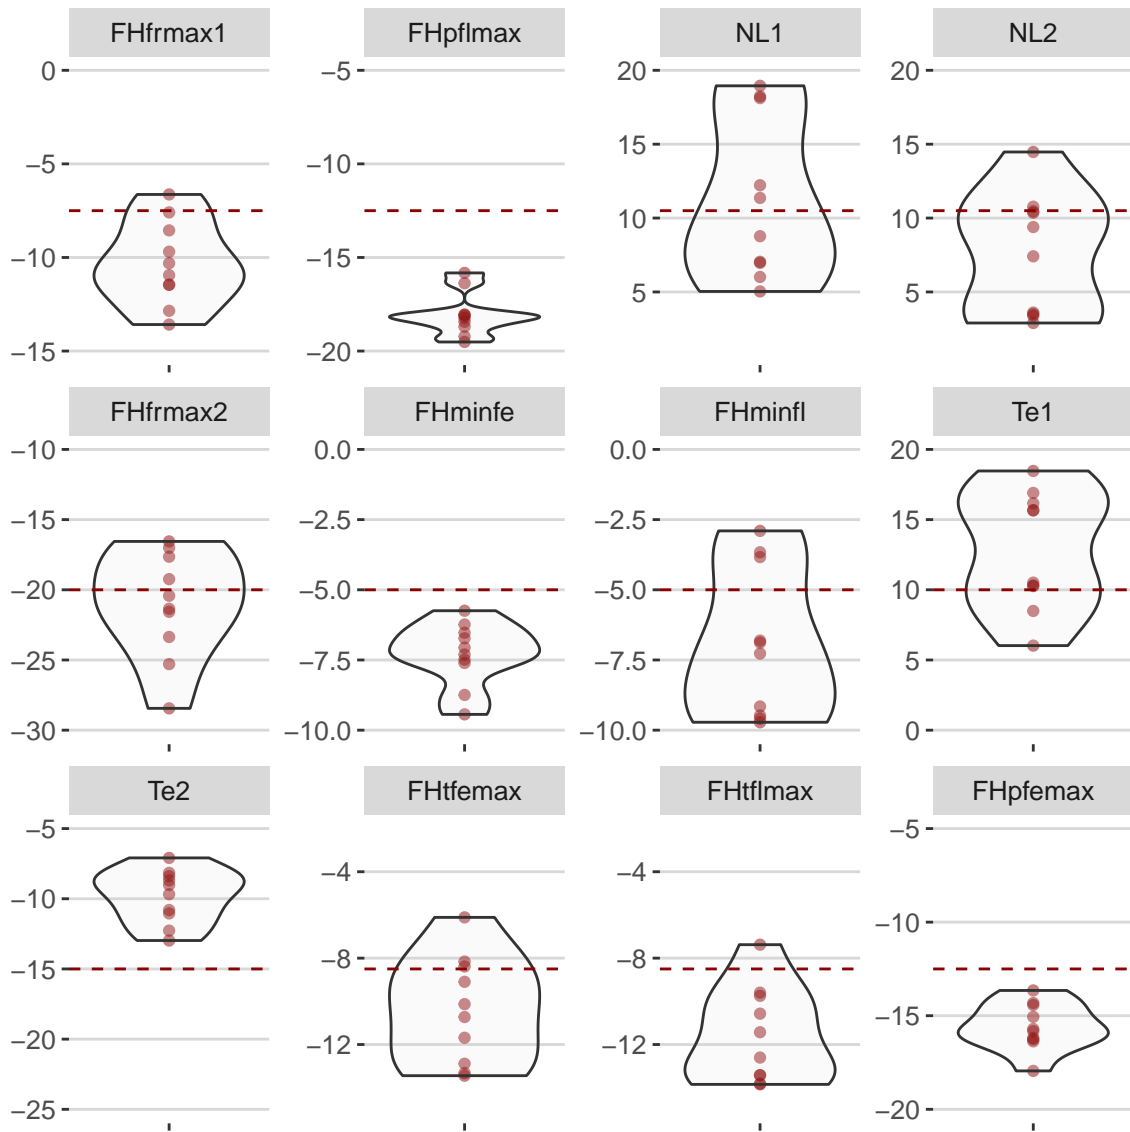 FHfrmax1 FHpflmax NL1 NL2
0 −5 20 20
−5 −10 15 15
−10 −15 10 10
−15 −20 5 5
FHfrmax2 FHminfe FHminfl Te1
−10 0.0 0.0 20
−15 −2.5 −2.5 15
−20 −5.0 −5.0 10
−25 −7.5 −7.5 5
−30 −10.0 −10.0 0
Te2 FHtfemax FHtflmax FHpfemax
−5 −4 −4 −5
−10 −8 −8 −10
−15 −12 −12 −15
−20 −20
−25